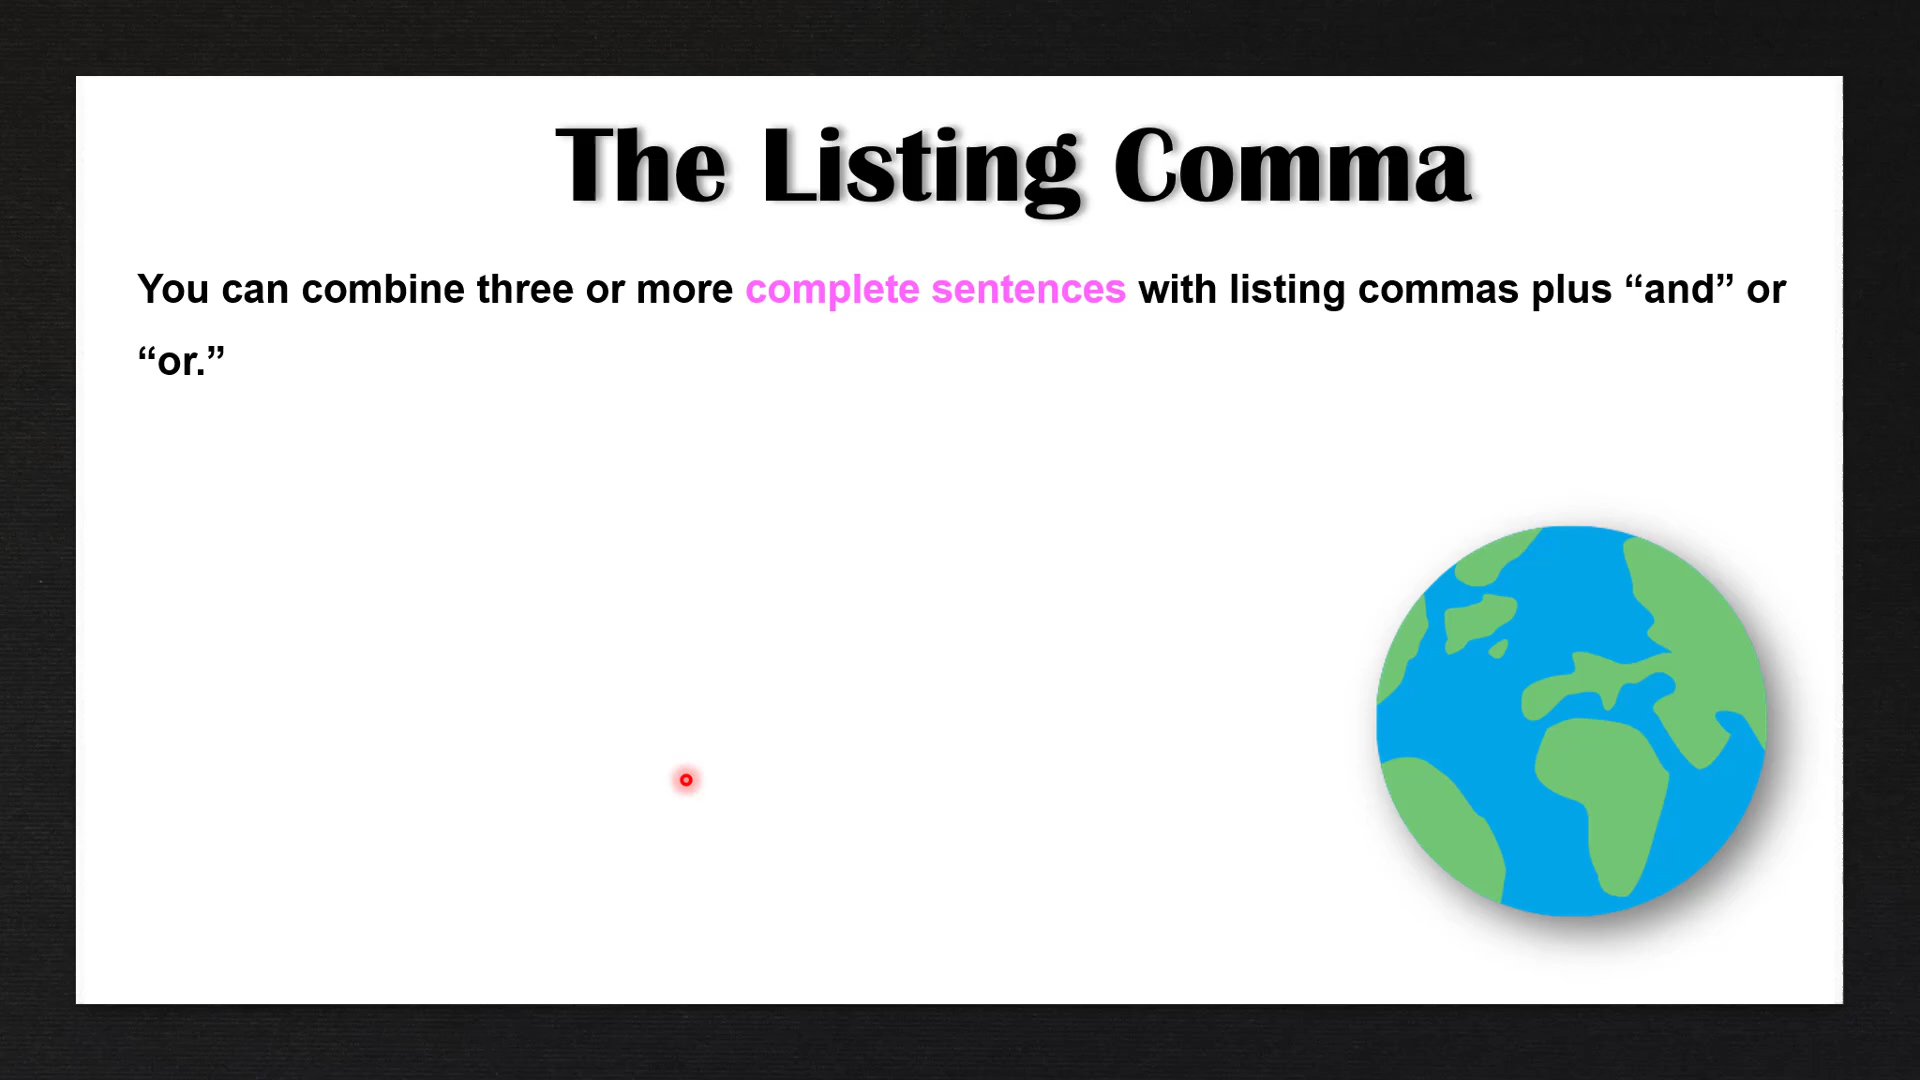 The Listing Comma
You can combine three or more complete sentences with listing commas plus “and” or
“or.”